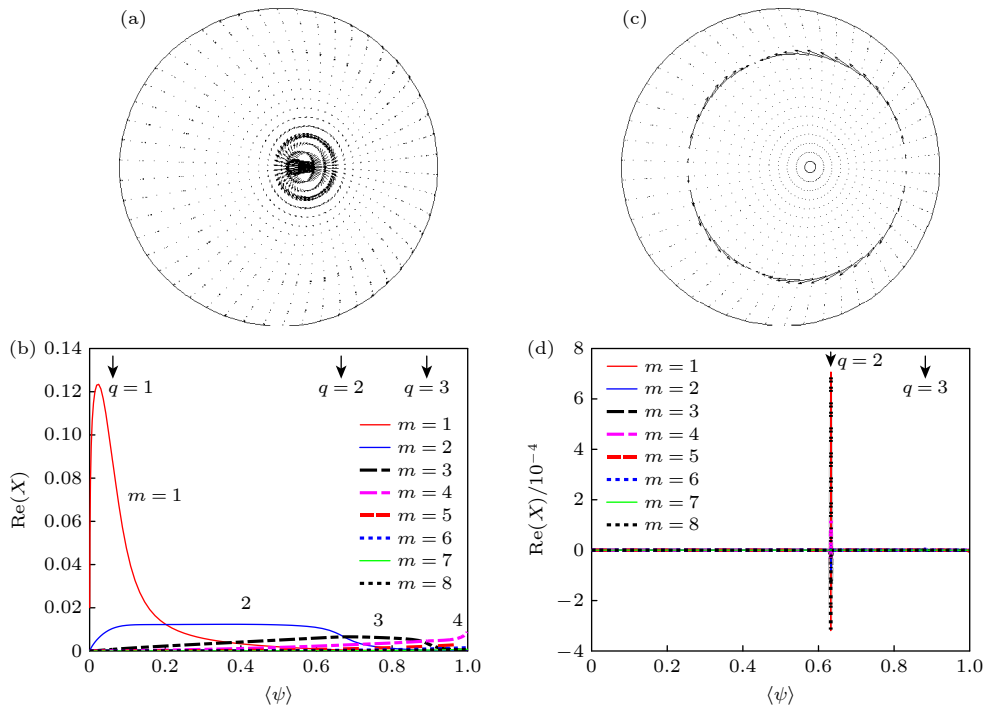 (a)
(c)
(b)
0.14
0.12
0.10
0.08
0.06
0.04
0.02
0
Re(X)
q = 1
q = 2
q = 3
m = 1
m = 1
m = 2
m = 3
m = 4
m = 5
m = 6
m = 7
m = 8
2
3
4
0
0.2
0.4
0.6
0.8
1.0
⟨ψ⟩
(d)
8
6
4
2
0
−2
−4
Re(X)/10⁻⁴
m = 1
m = 2
m = 3
m = 4
m = 5
m = 6
m = 7
m = 8
q = 2
q = 3
0
0.2
0.4
0.6
0.8
1.0
⟨ψ⟩